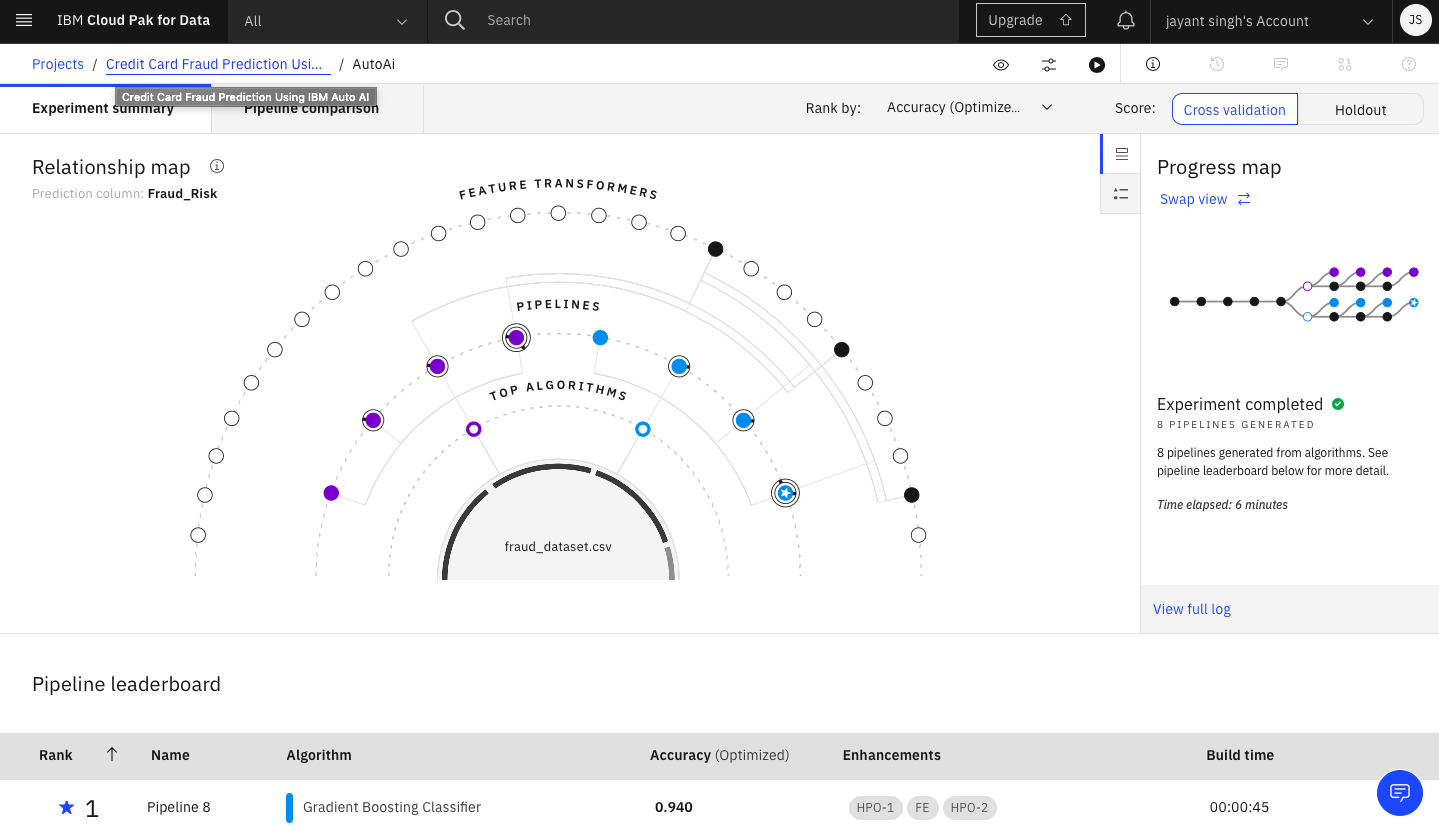 IBM Cloud Pak for Data
All
Search
Upgrade
jayant singh's Account
JS
Projects / Credit Card Fraud Prediction Usi... / AutoAi
Credit Card Fraud Prediction Using IBM Auto AI
Experiment summary
Pipeline comparison
Rank by:
Accuracy (Optimize...
Score:
Cross validation
Holdout
Relationship map
Prediction column: Fraud_Risk
FEATURE TRANSFORMERS
PIPELINES
TOP ALGORITHMS
fraud_dataset.csv
Progress map
Swap view
Experiment completed
8 PIPELINES GENERATED
8 pipelines generated from algorithms. See
pipeline leaderboard below for more detail.
Time elapsed: 6 minutes
View full log
Pipeline leaderboard
Rank Name Algorithm Accuracy (Optimized) Enhancements Build time
1 Pipeline 8 Gradient Boosting Classifier 0.940 HPO-1 FE HPO-2 00:00:45